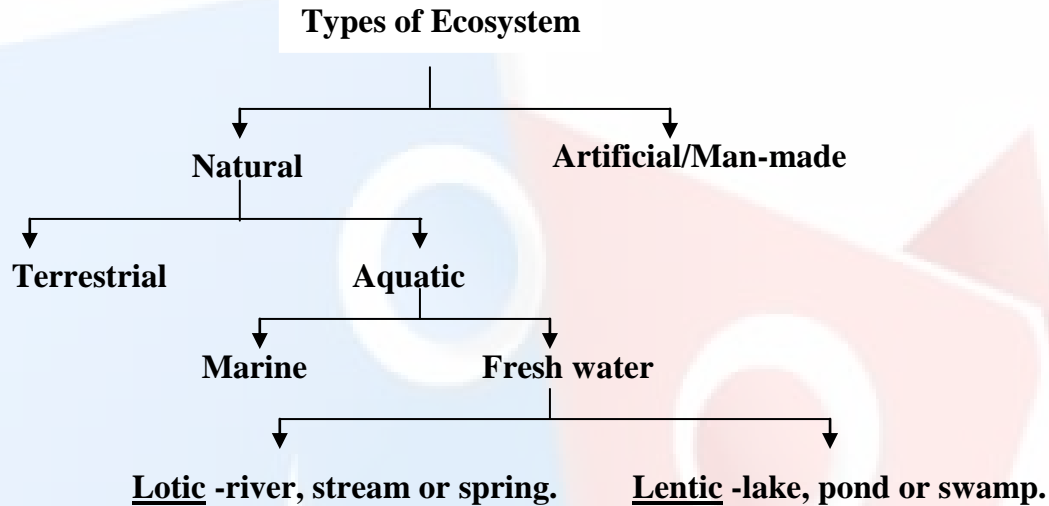 Types of Ecosystem
Natural
Artificial/Man-made
Terrestrial
Aquatic
Marine
Fresh water
Lotic -river, stream or spring.
Lentic -lake, pond or swamp.